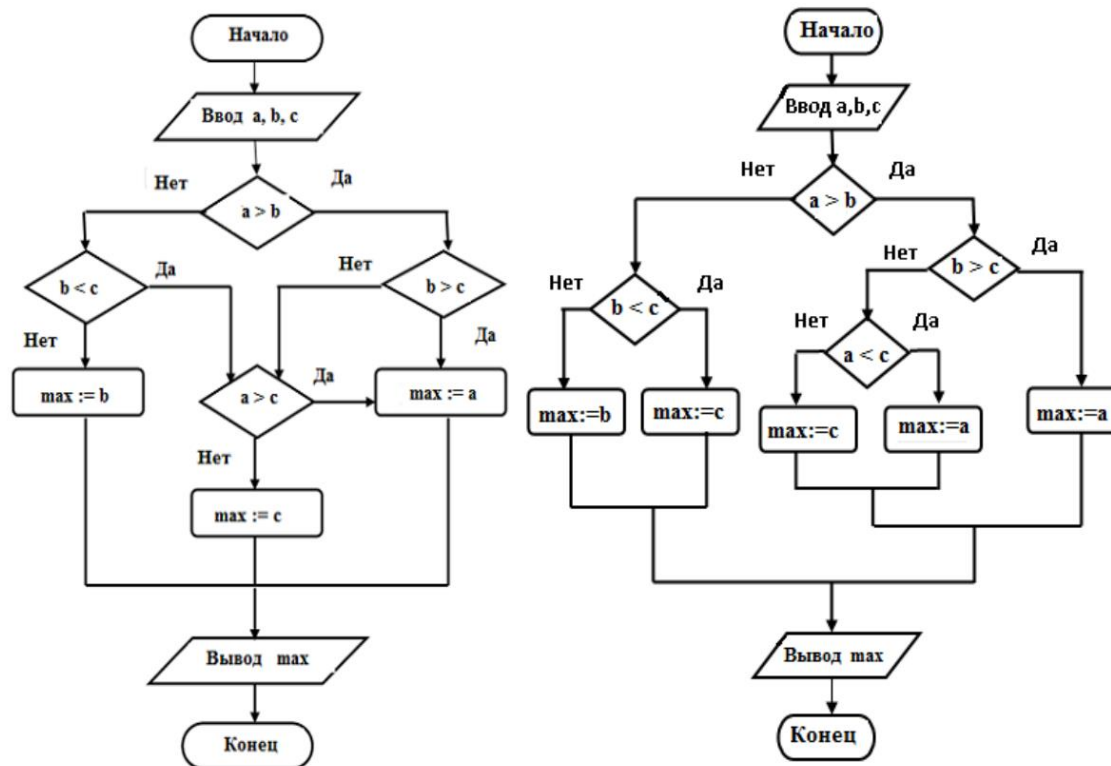 Начало
Ввод a, b, c
Нет
Да
a > b
b < c
Да
Нет
b > c
Нет
Да
max := b
a > c
Да
max := a
Нет
max := c
Вывод max
Конец
Начало
Ввод a,b,c
Нет
Да
a > b
Нет
Да
b > c
Нет
Да
b < c
Нет
Да
a < c
max:=b
max:=c
max:=c
max:=a
max:=a
Вывод max
Конец